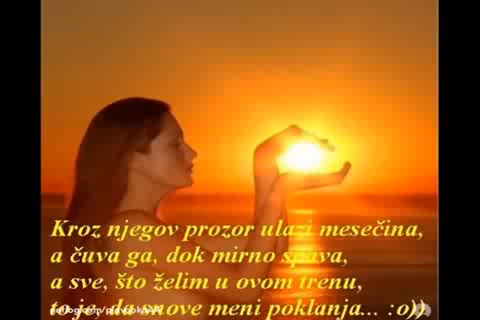 Kroz njegov prozor ulazi mesečina,
a čuva ga, dok mirno spava,
a sve, što želim u ovom trenu,
to je, da snove meni poklanja... :o))